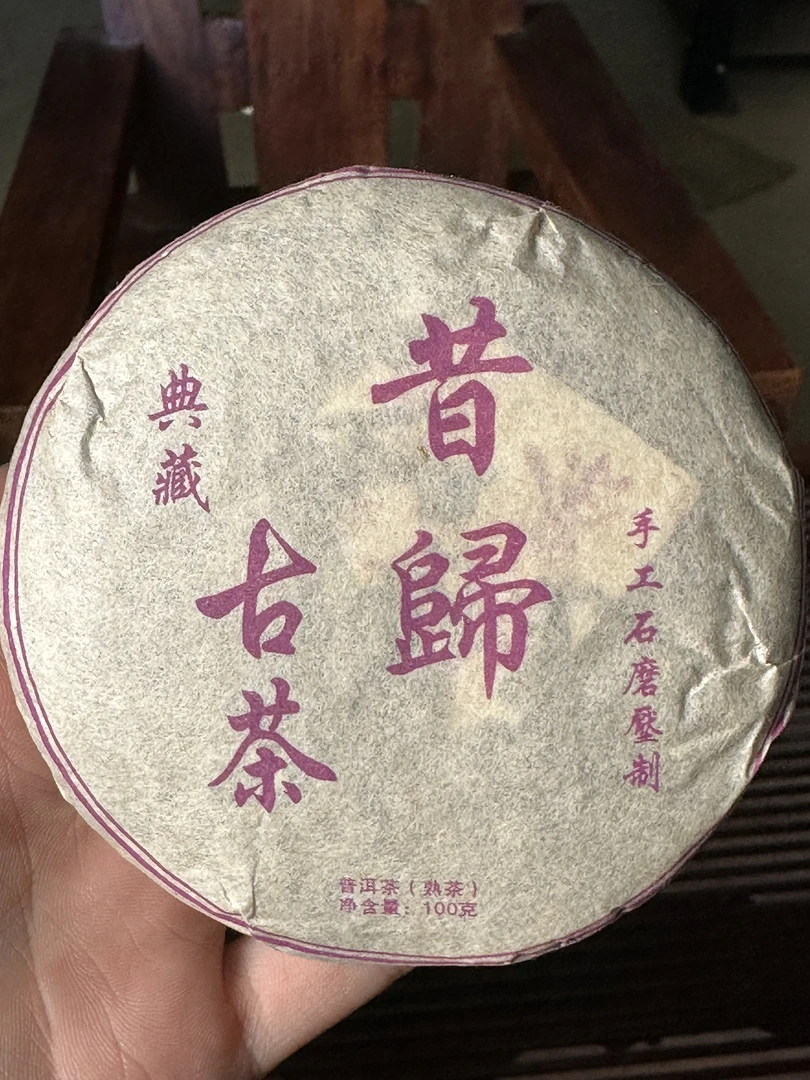 手工石磨壓制
昔歸
古茶
典藏
普洱茶（熟茶）
净含量：100克